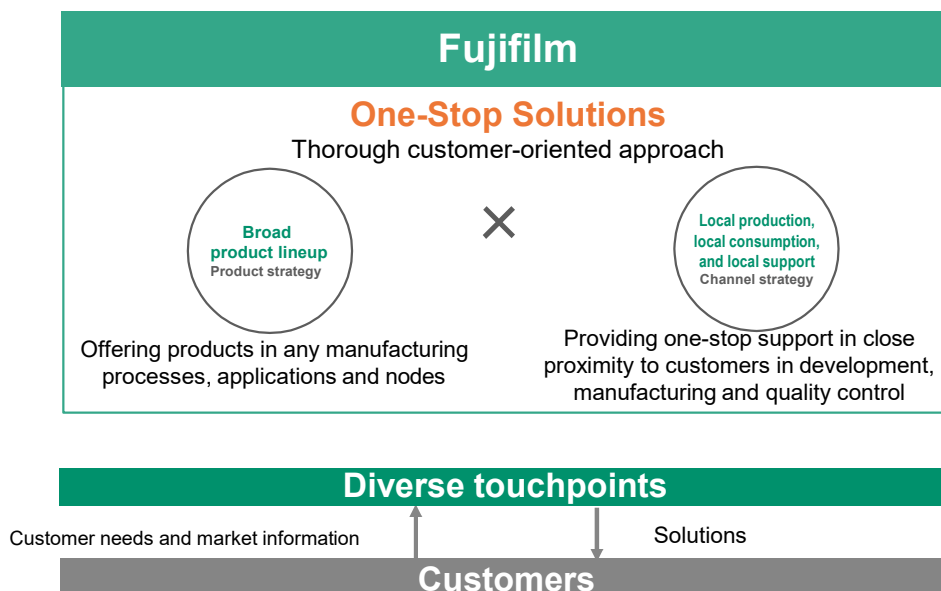 Fujifilm
One-Stop Solutions
Thorough customer-oriented approach
Broad
product lineup
Product strategy
×
Local production,
local consumption,
and local support
Channel strategy
Offering products in any manufacturing
processes, applications and nodes
Providing one-stop support in close
proximity to customers in development,
manufacturing and quality control
Diverse touchpoints
Customer needs and market information
Solutions
Customers